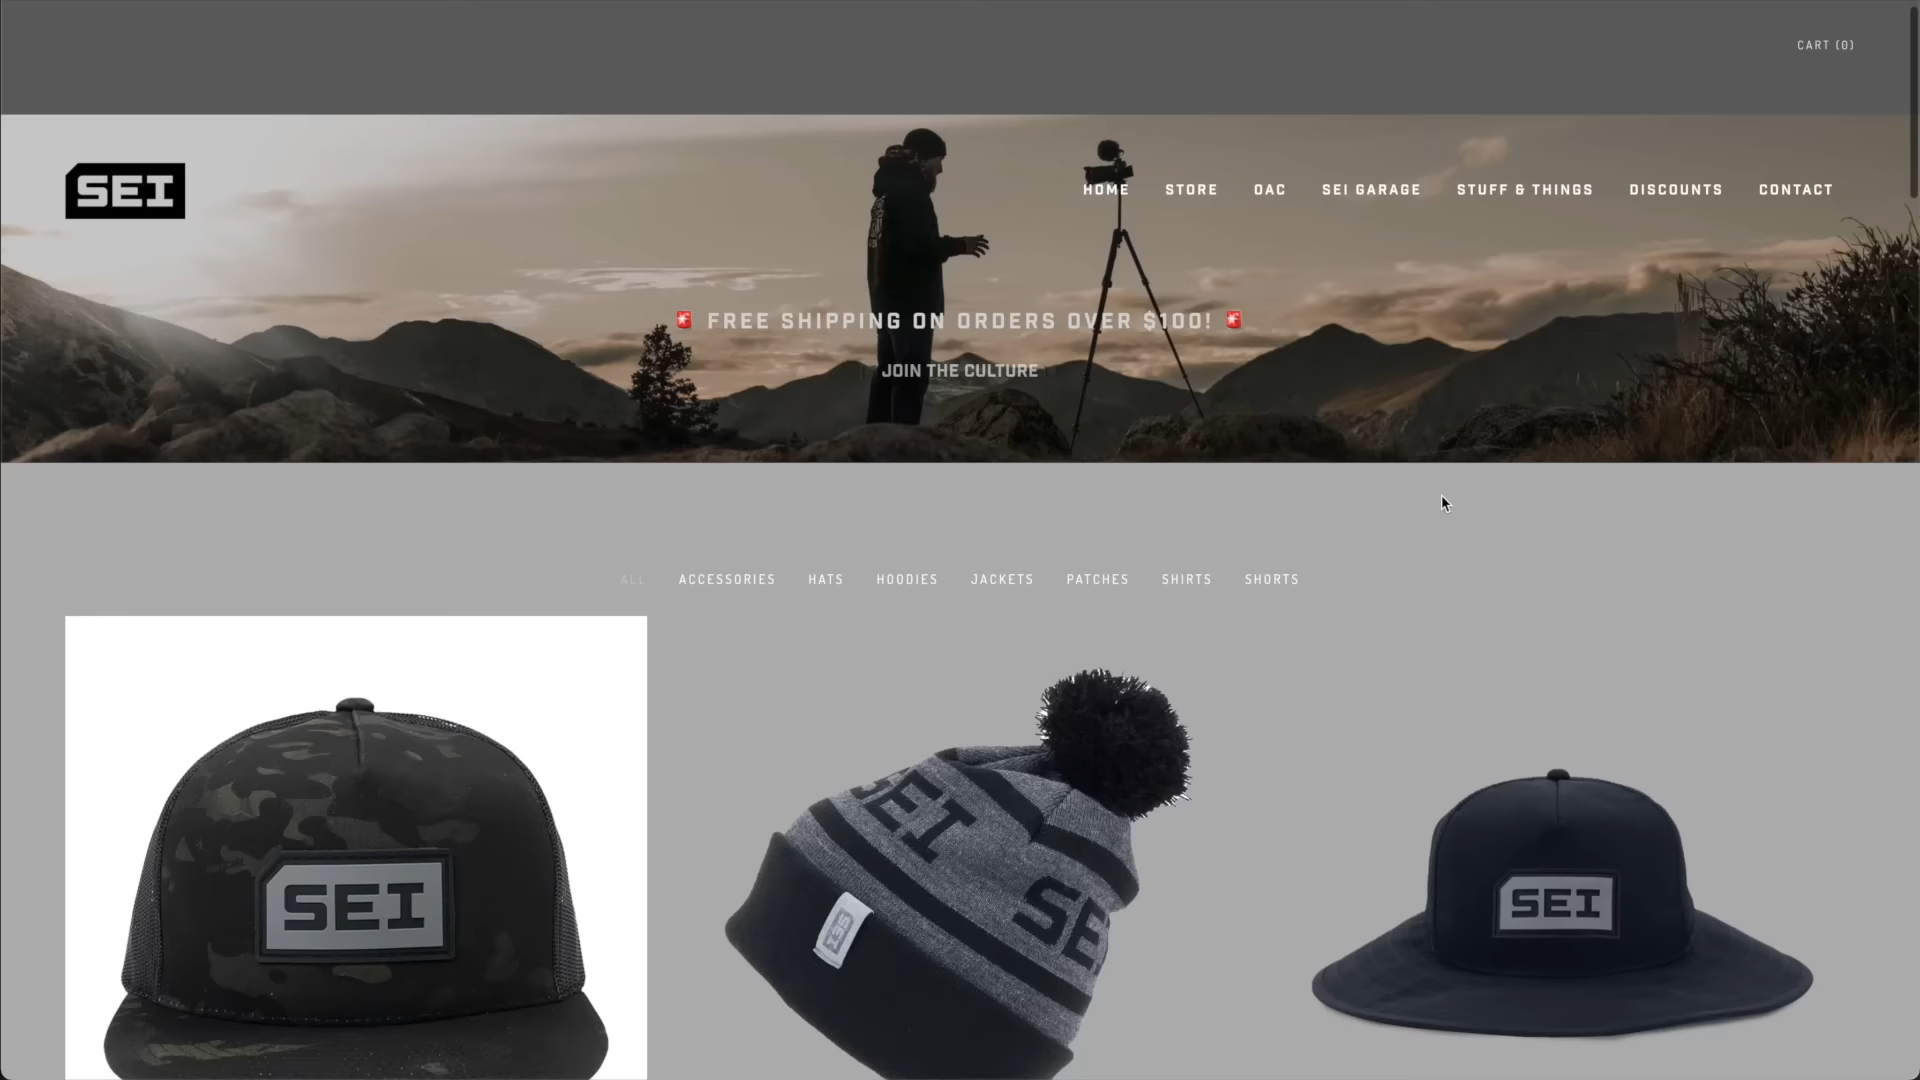 CART (0)
SEI
HOME STORE OAC SEI GARAGE STUFF & THINGS DISCOUNTS CONTACT
🚨 FREE SHIPPING ON ORDERS OVER $100! 🚨
JOIN THE CULTURE
ALL ACCESSORIES HATS HOODIES JACKETS PATCHES SHIRTS SHORTS
SEI
SEI
SE
SEI
SEI